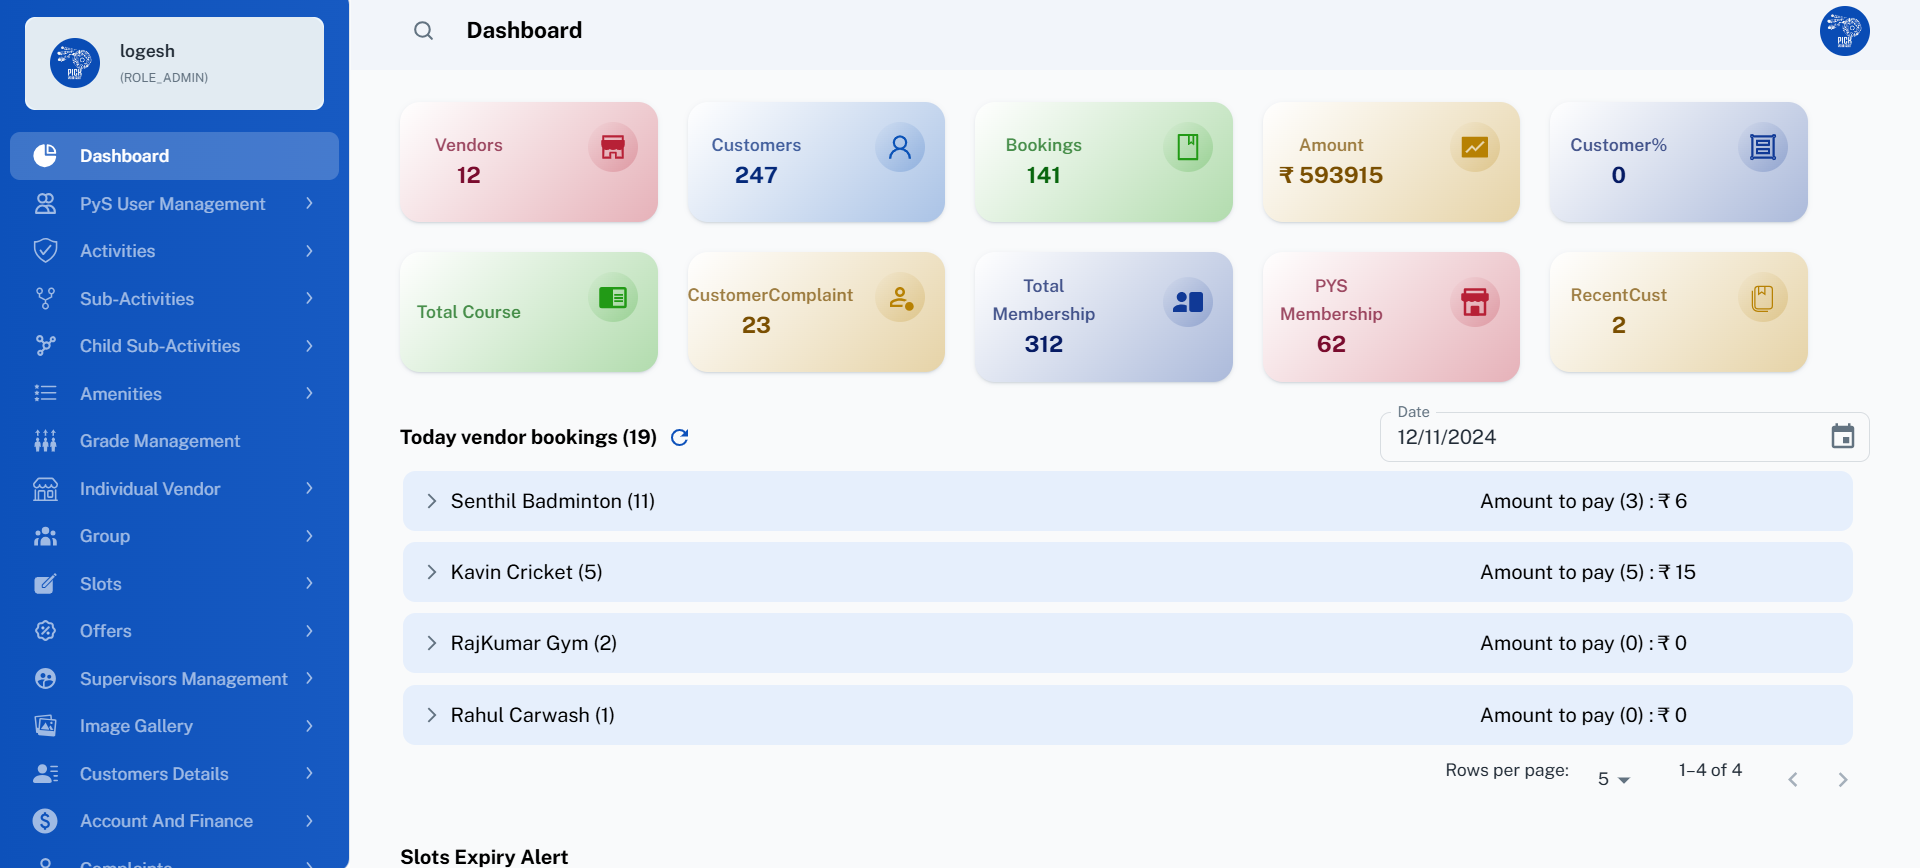 logesh
(ROLE_ADMIN)
PICK
Dashboard
PyS User Management
Activities
Sub-Activities
Child Sub-Activities
Amenities
Grade Management
Individual Vendor
Group
Slots
Offers
Supervisors Management
Image Gallery
Customers Details
Account And Finance
Complaints
Dashboard
PICK
Vendors
12
Customers
247
Bookings
141
Amount
₹ 593915
Customer%
0
Total Course
CustomerComplaint
23
Total
Membership
312
PYS
Membership
62
RecentCust
2
Today vendor bookings (19)
Date
12/11/2024
Senthil Badminton (11)
Amount to pay (3) : ₹ 6
Kavin Cricket (5)
Amount to pay (5) : ₹ 15
RajKumar Gym (2)
Amount to pay (0) : ₹ 0
Rahul Carwash (1)
Amount to pay (0) : ₹ 0
Rows per page:
5
1–4 of 4
Slots Expiry Alert